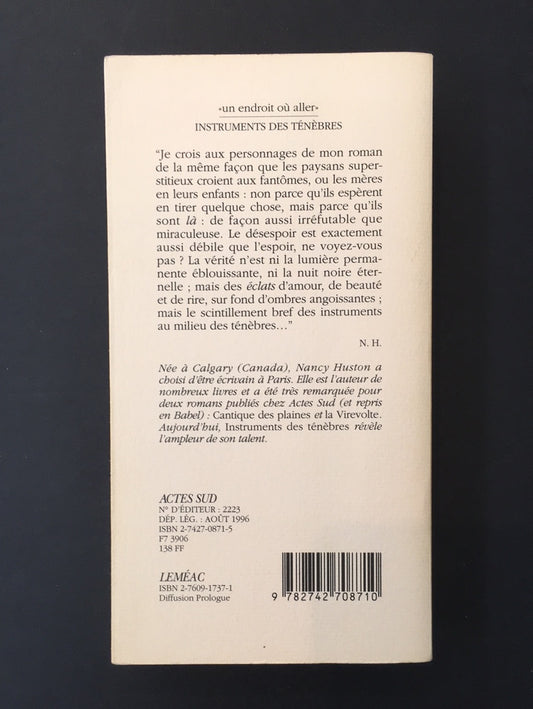 «un endroit où aller»
INSTRUMENTS DES TÉNÈBRES
"Je crois aux personnages de mon roman
de la même façon que les paysans super-
stitieux croient aux fantômes, ou les mères
en leurs enfants : non parce qu'ils espèrent
en tirer quelque chose, mais parce qu'ils
sont là : de façon aussi irréfutable que
miraculeuse. Le désespoir est exactement
aussi débile que l'espoir, ne voyez-vous
pas ? La vérité n'est ni la lumière perma-
nente éblouissante, ni la nuit noire éter-
nelle ; mais des éclats d'amour, de beauté
et de rire, sur fond d'ombres angoissantes ;
mais le scintillement bref des instruments
au milieu des ténèbres..."
N. H.
Née à Calgary (Canada), Nancy Huston a
choisi d'être écrivain à Paris. Elle est l'auteur de
nombreux livres et a été très remarquée pour
deux romans publiés chez Actes Sud (et repris
en Babel) : Cantique des plaines et la Virevolte.
Aujourd'hui, Instruments des ténèbres révèle
l'ampleur de son talent.
ACTES SUD
N° D'ÉDITEUR : 2223
DÉP. LÉG. : AOÛT 1996
ISBN 2-7427-0871-5
F7 3906
138 FF
LEMÉAC
ISBN 2-7609-1737-1
Diffusion Prologue
9 782742 708710